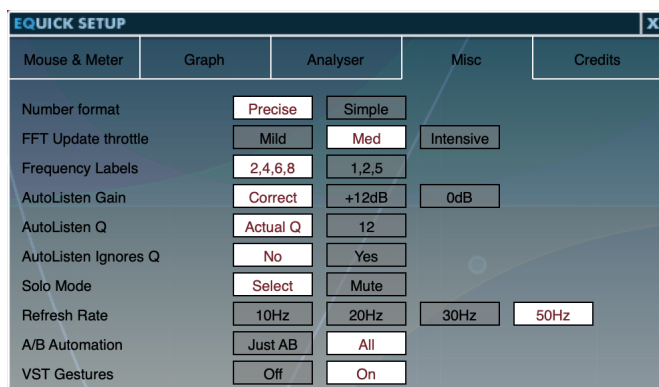 EQUICK SETUP X
Mouse & Meter Graph Analyser Misc Credits
Number format Precise Simple
FFT Update throttle Mild Med Intensive
Frequency Labels 2,4,6,8 1,2,5
AutoListen Gain Correct +12dB 0dB
AutoListen Q Actual Q 12
AutoListen Ignores Q No Yes
Solo Mode Select Mute
Refresh Rate 10Hz 20Hz 30Hz 50Hz
A/B Automation Just AB All
VST Gestures Off On